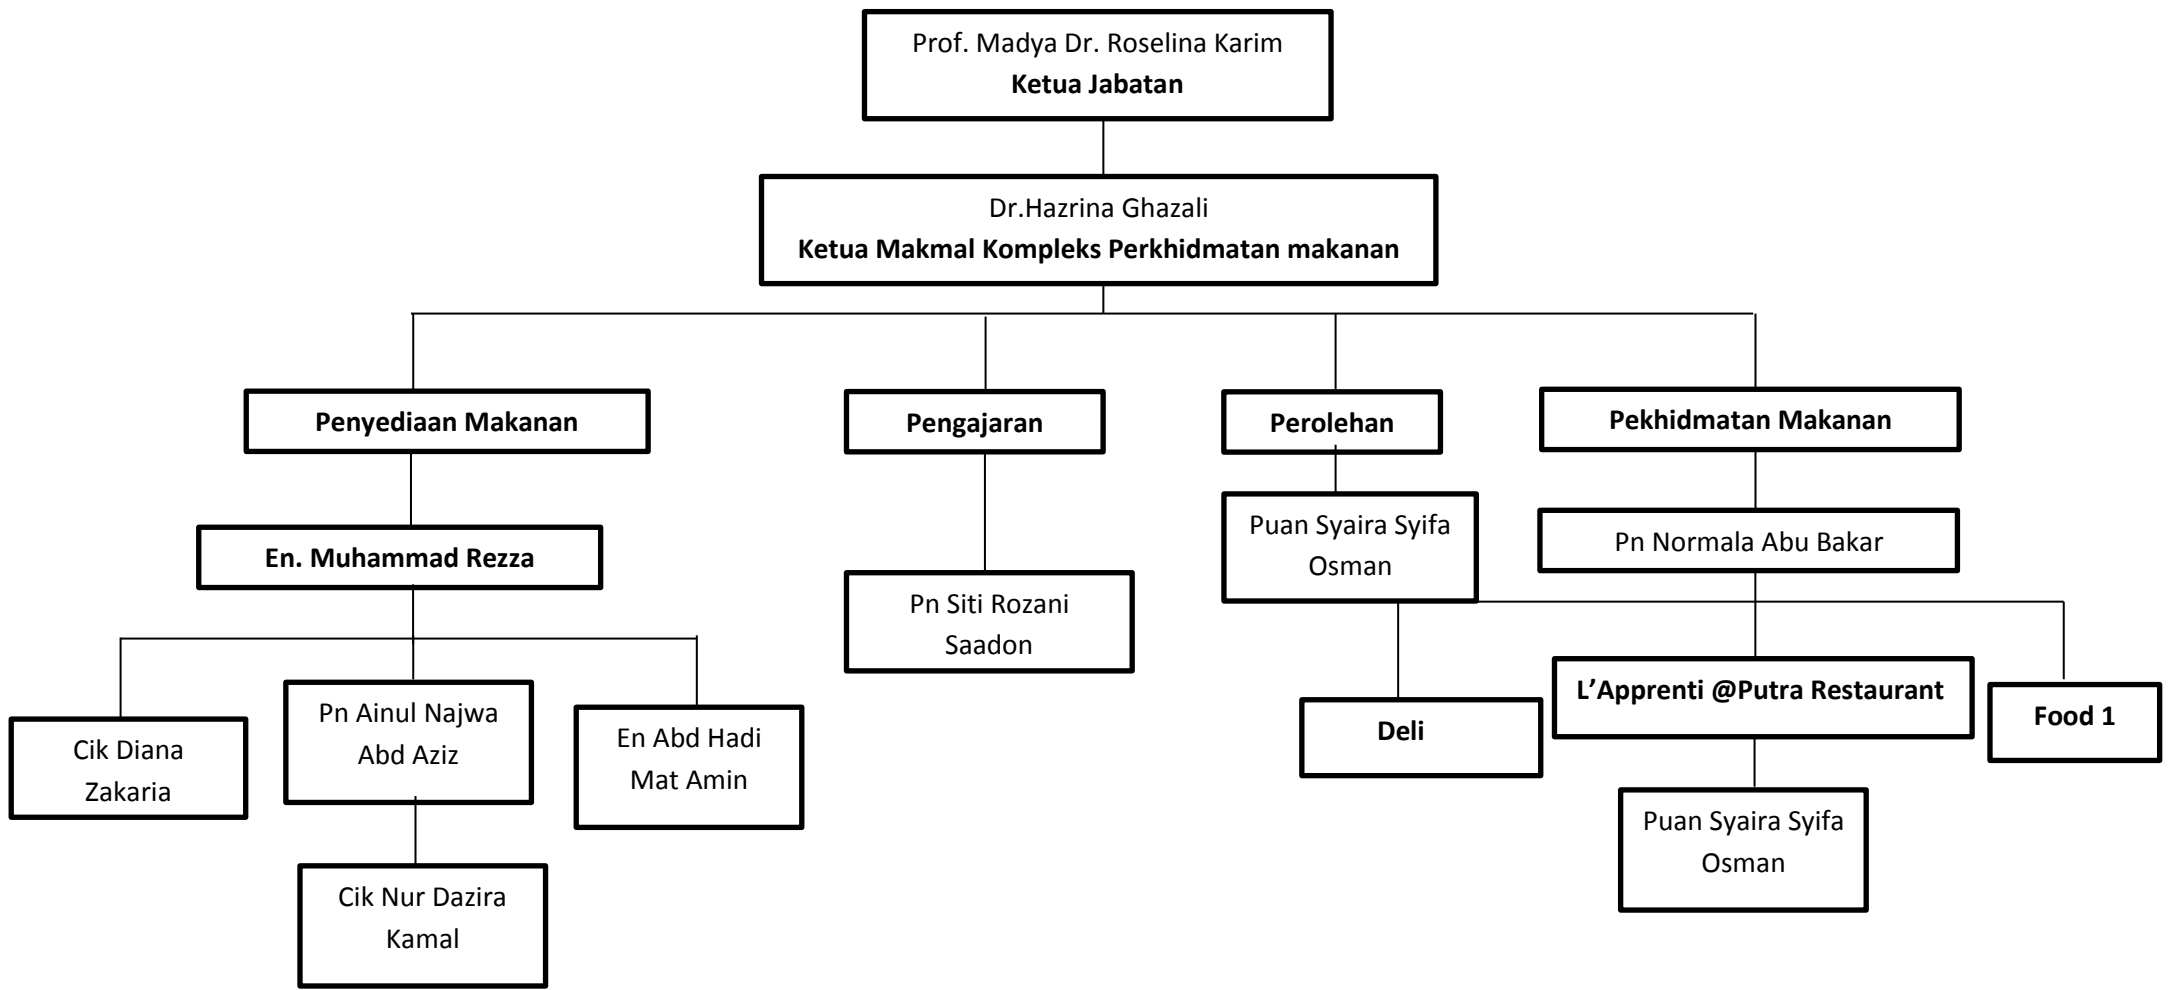 Prof. Madya Dr. Roselina Karim
Ketua Jabatan
Dr.Hazrina Ghazali
Ketua Makmal Kompleks Perkhidmatan makanan
Penyediaan Makanan
Pengajaran
Perolehan
Pekhidmatan Makanan
En. Muhammad Rezza
Puan Syaira Syifa
Osman
Pn Normala Abu Bakar
Pn Siti Rozani
Saadon
Cik Diana
Zakaria
Pn Ainul Najwa
Abd Aziz
En Abd Hadi
Mat Amin
Deli
L’Apprenti @Putra Restaurant
Food 1
Cik Nur Dazira
Kamal
Puan Syaira Syifa
Osman